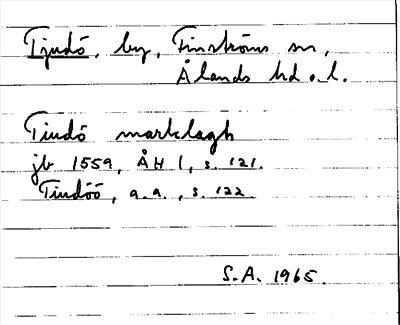 Tjudö, by, Finströms sn,
Ålands hd o. l.
Tiudö marklagh
jb 1559, ÅH 1, s. 121.
Tiudöö, a.a., s. 122.
S.A. 1965.